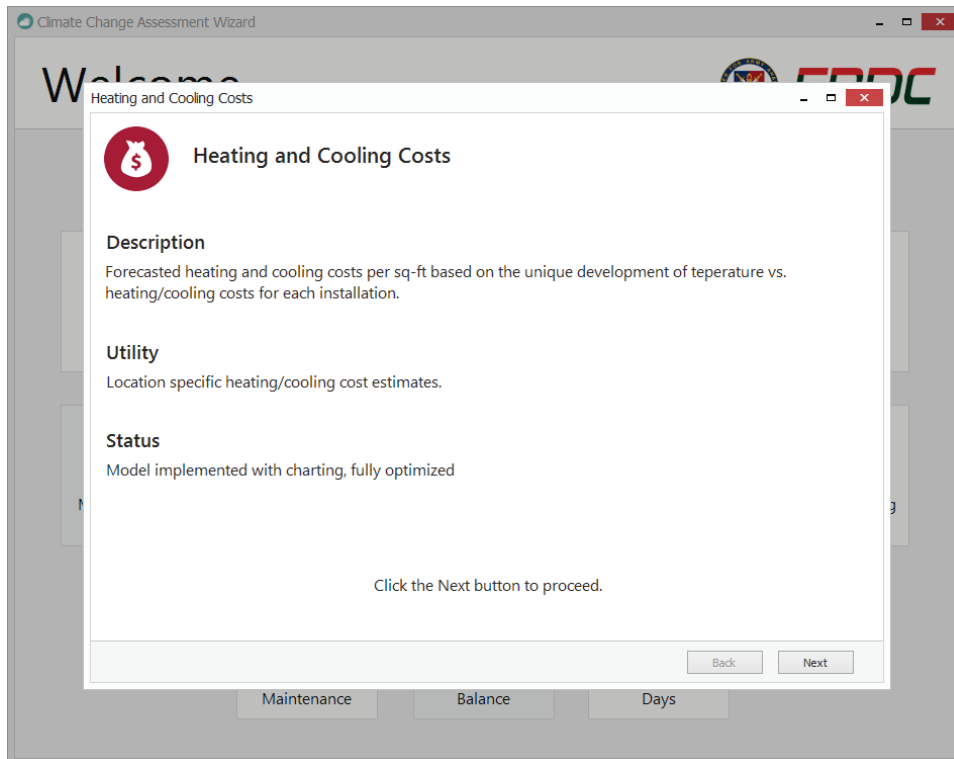 Climate Change Assessment Wizard
Welcome
Heating and Cooling Costs
Heating and Cooling Costs
Description
Forecasted heating and cooling costs per sq-ft based on the unique development of teperature vs.
heating/cooling costs for each installation.
Utility
Location specific heating/cooling cost estimates.
Status
Model implemented with charting, fully optimized
Click the Next button to proceed.
Back
Next
Maintenance
Balance
Days